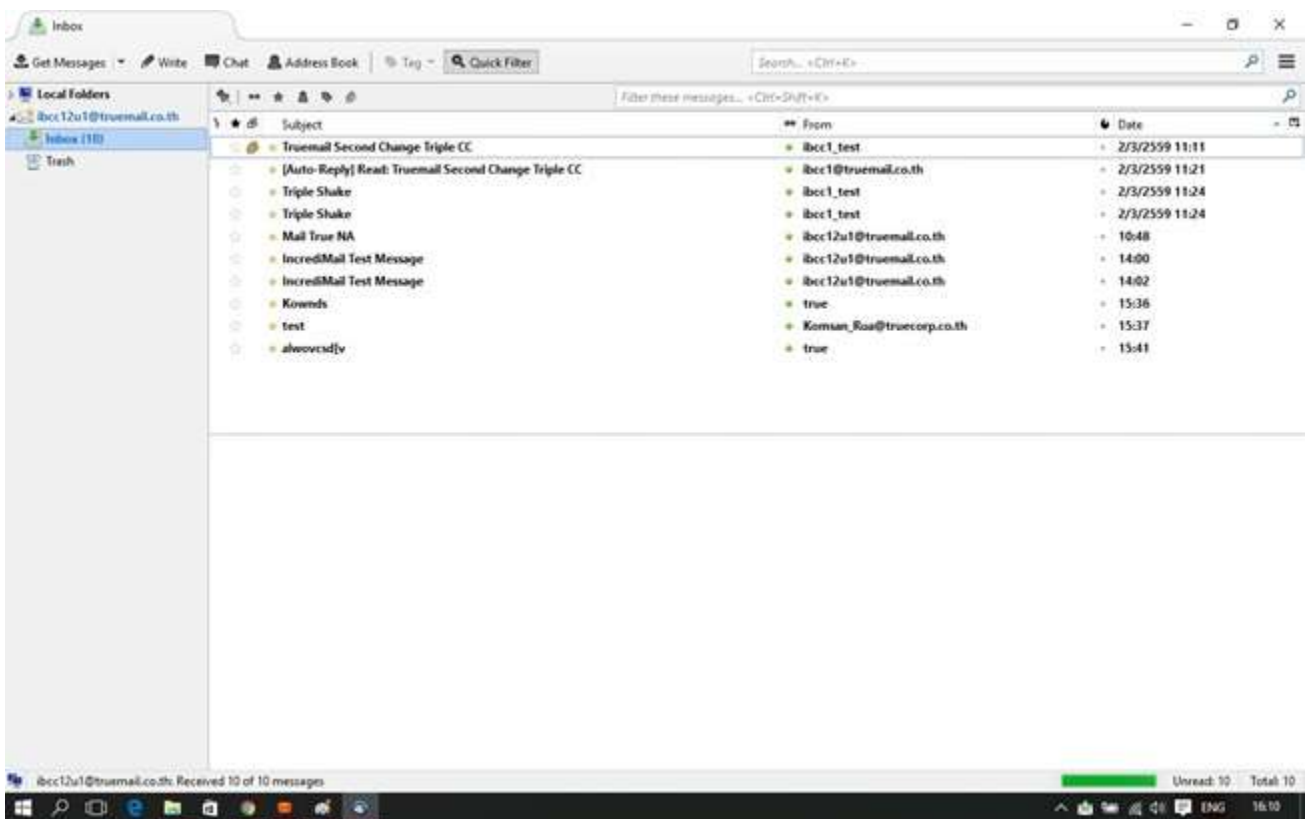 Inbox
Get Messages Write Chat Address Book Tag Quick Filter Search... <Ctrl+K>
Local Folders
Filter these messages... <Ctrl+Shift+K>
ibcc12u1@truemail.co.th
Subject From Date
Inbox (10)
Truemail Second Change Triple CC ibcc1_test 2/3/2559 11:11
Trash
[Auto-Reply] Read: Truemail Second Change Triple CC ibcc1@truemail.co.th 2/3/2559 11:21
Triple Shake ibcc1_test 2/3/2559 11:24
Triple Shake ibcc1_test 2/3/2559 11:24
Mail True NA ibcc12u1@truemail.co.th 10:48
IncrediMail Test Message ibcc12u1@truemail.co.th 14:00
IncrediMail Test Message ibcc12u1@truemail.co.th 14:02
Kownds true 15:36
test Komsan_Roa@truecorp.co.th 15:37
true 15:41
ibcc12u1@truemail.co.th: Received 10 of 10 messages Unread: 10 Total: 10
ENG 16:10